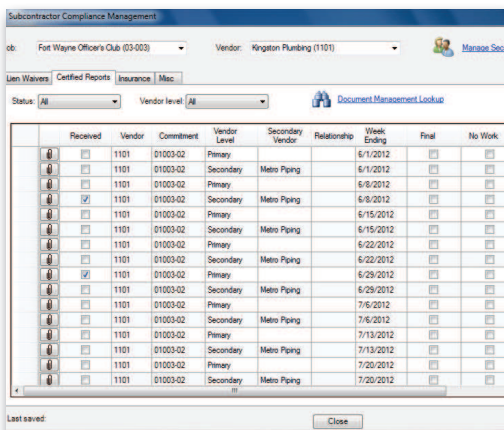 Subcontractor Compliance Management
ob: Fort Wayne Officer's Club (03-003) Vendor: Kingston Plumbing (1101) Manage Sec
Lien Waivers Certified Reports Insurance Misc
Status: All Vendor level: All Document Management Lookup
Received Vendor Commitment Vendor Level Secondary Vendor Relationship Week Ending Final No Work
1101 01003-02 Primary 6/1/2012
1101 01003-02 Secondary Metro Piping 6/1/2012
1101 01003-02 Primary 6/8/2012
1101 01003-02 Secondary Metro Piping 6/8/2012
1101 01003-02 Primary 6/15/2012
1101 01003-02 Secondary Metro Piping 6/15/2012
1101 01003-02 Primary 6/22/2012
1101 01003-02 Secondary Metro Piping 6/22/2012
1101 01003-02 Primary 6/29/2012
1101 01003-02 Secondary Metro Piping 6/29/2012
1101 01003-02 Primary 7/6/2012
1101 01003-02 Secondary Metro Piping 7/6/2012
1101 01003-02 Primary 7/13/2012
1101 01003-02 Secondary Metro Piping 7/13/2012
1101 01003-02 Primary 7/20/2012
1101 01003-02 Secondary Metro Piping 7/20/2012
Last saved: Close